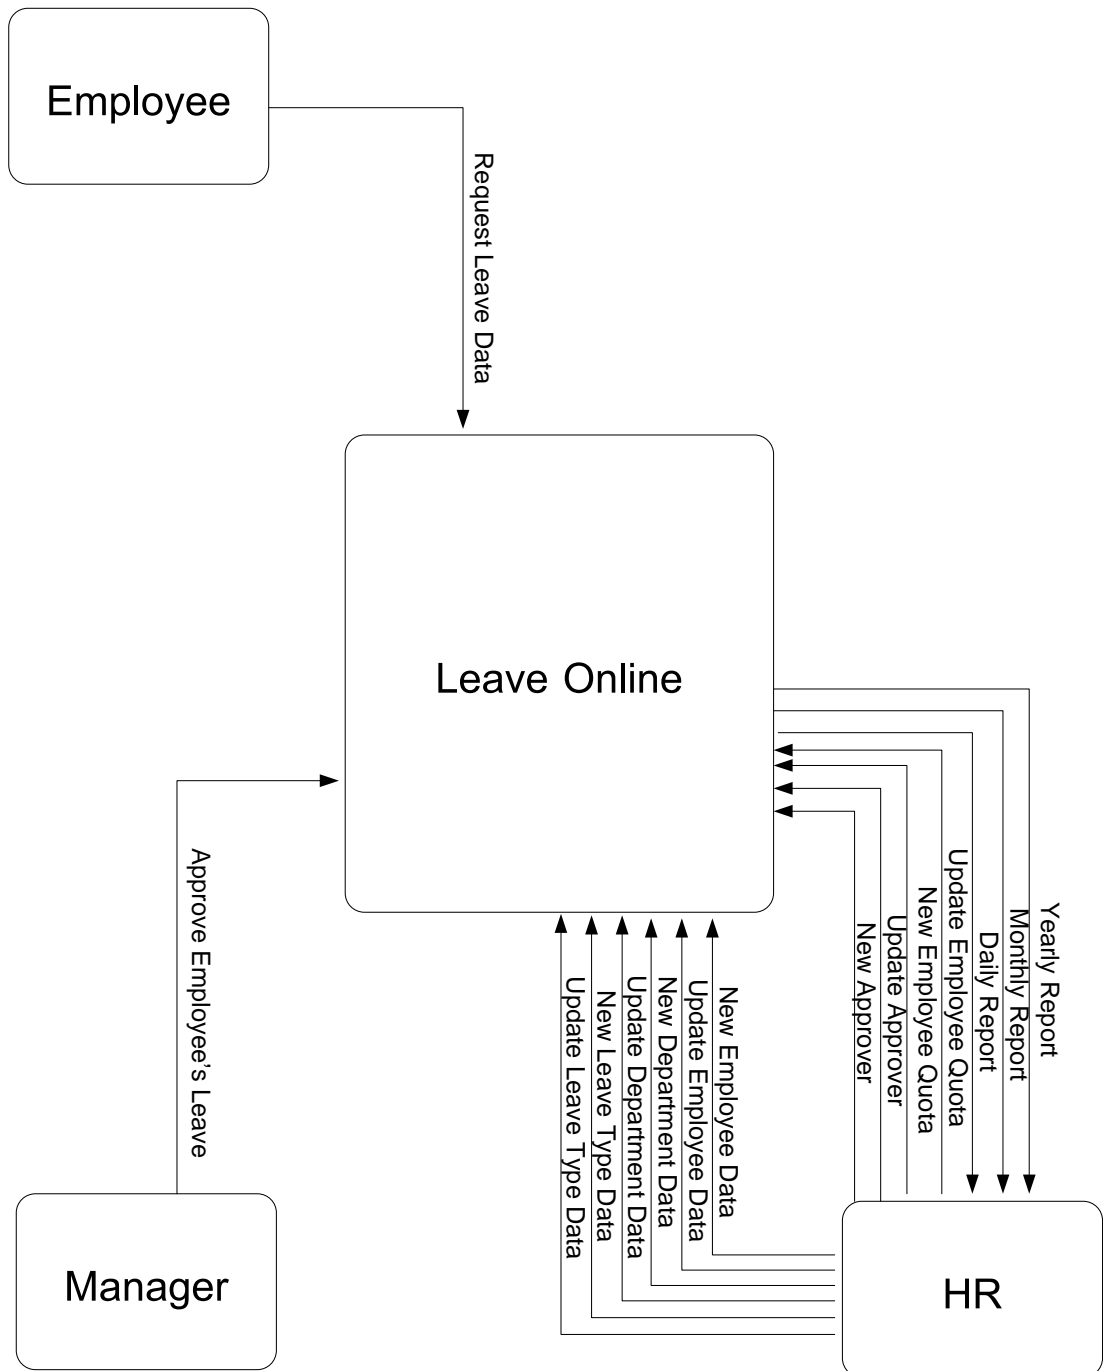 Employee
Request Leave Data
Leave Online
Yearly Report
Monthly Report
Daily Report
Update Employee Quota
New Employee Quota
Update Approver
New Approver
New Employee Data
Update Employee Data
New Department Data
Update Department Data
New Leave Type Data
Update Leave Type Data
Approve Employee's Leave
Manager
HR